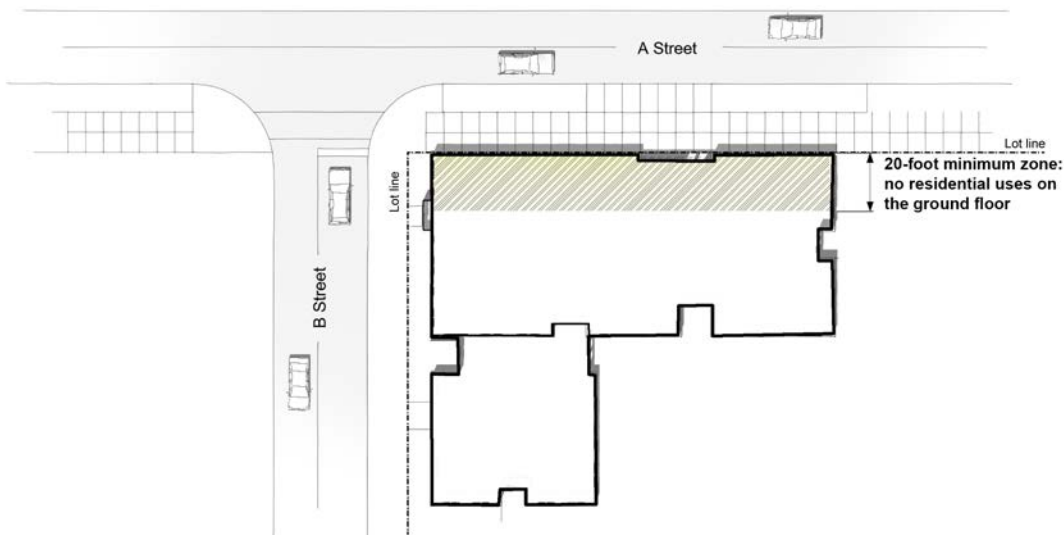 A Street
Lot line
20-foot minimum zone:
no residential uses on
the ground floor
Lot line
B Street